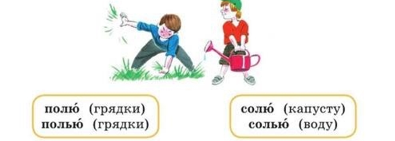 полю́ (грядки)
полью́ (грядки)
солю́ (капусту)
солью́ (воду)